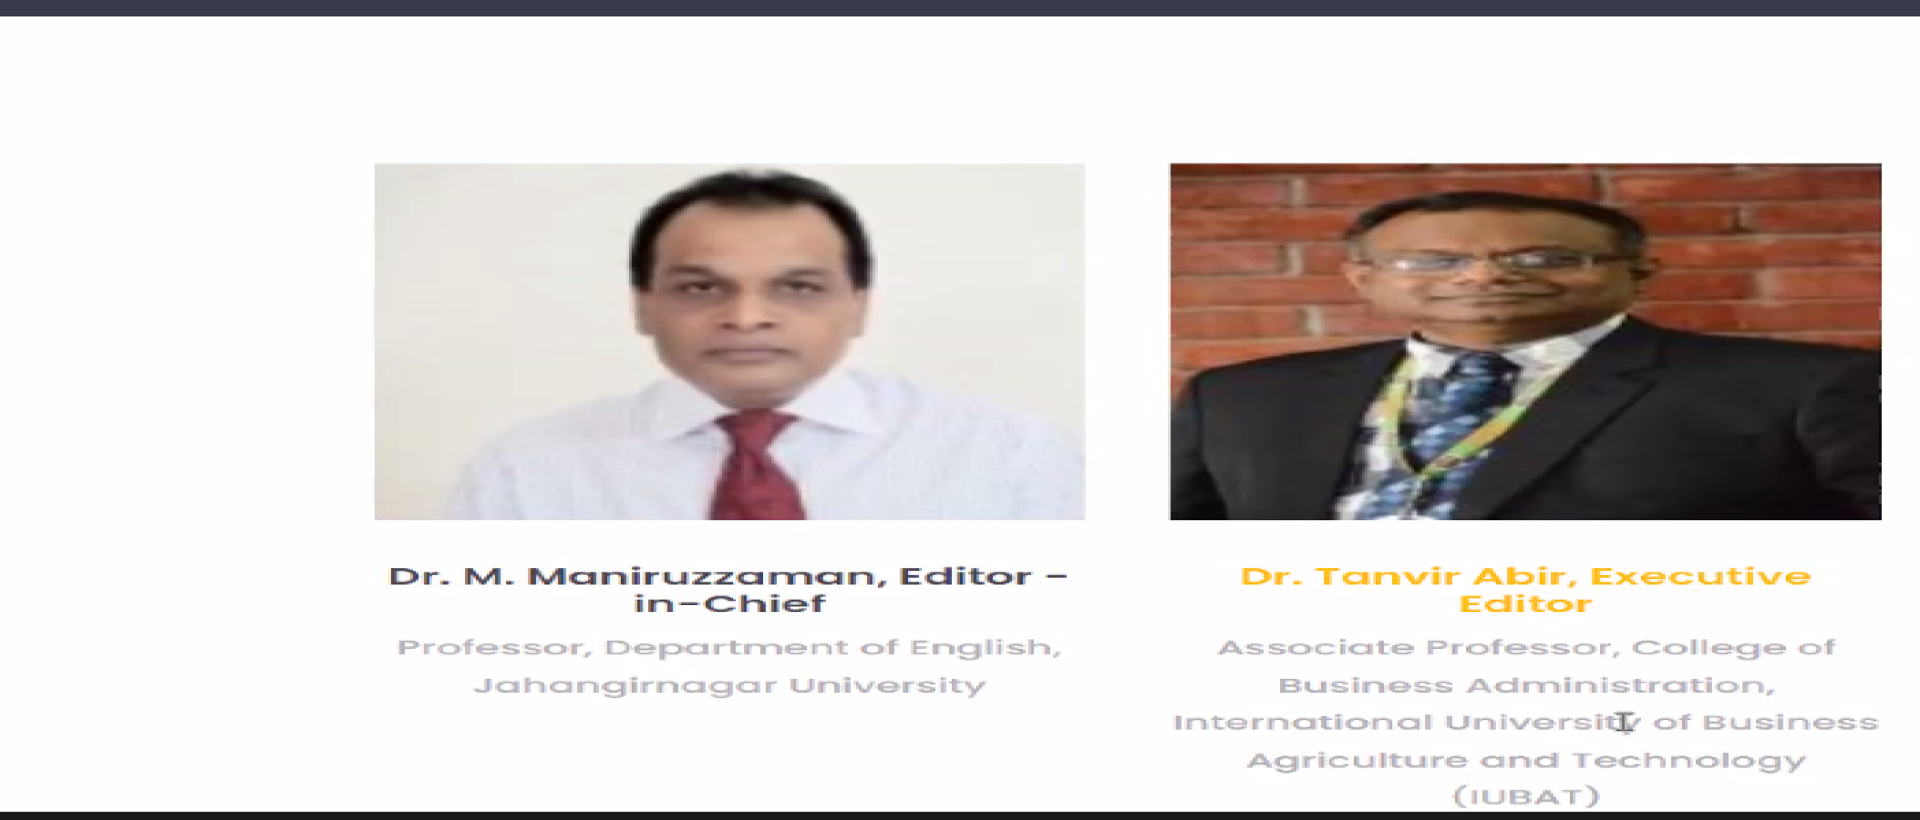 Dr. M. Maniruzzaman, Editor -
in-Chief
Professor, Department of English,
Jahangirnagar University
Dr. Tanvir Abir, Executive
Editor
Associate Professor, College of
Business Administration,
International University of Business
Agriculture and Technology
(IUBAT)